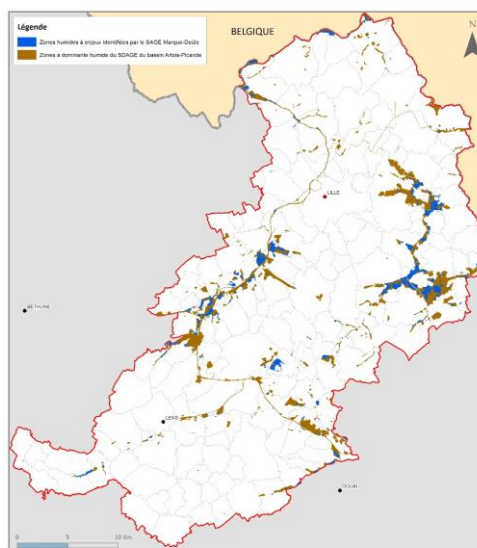 Légende
Zones humides à enjeux identifiées par le SAGE Marque-Deûle
Zones à dominante humide du SDAGE du bassin Artois-Picardie
BELGIQUE
LILLE
BETHUNE
LENS
DOUAI
0 5 10 Km